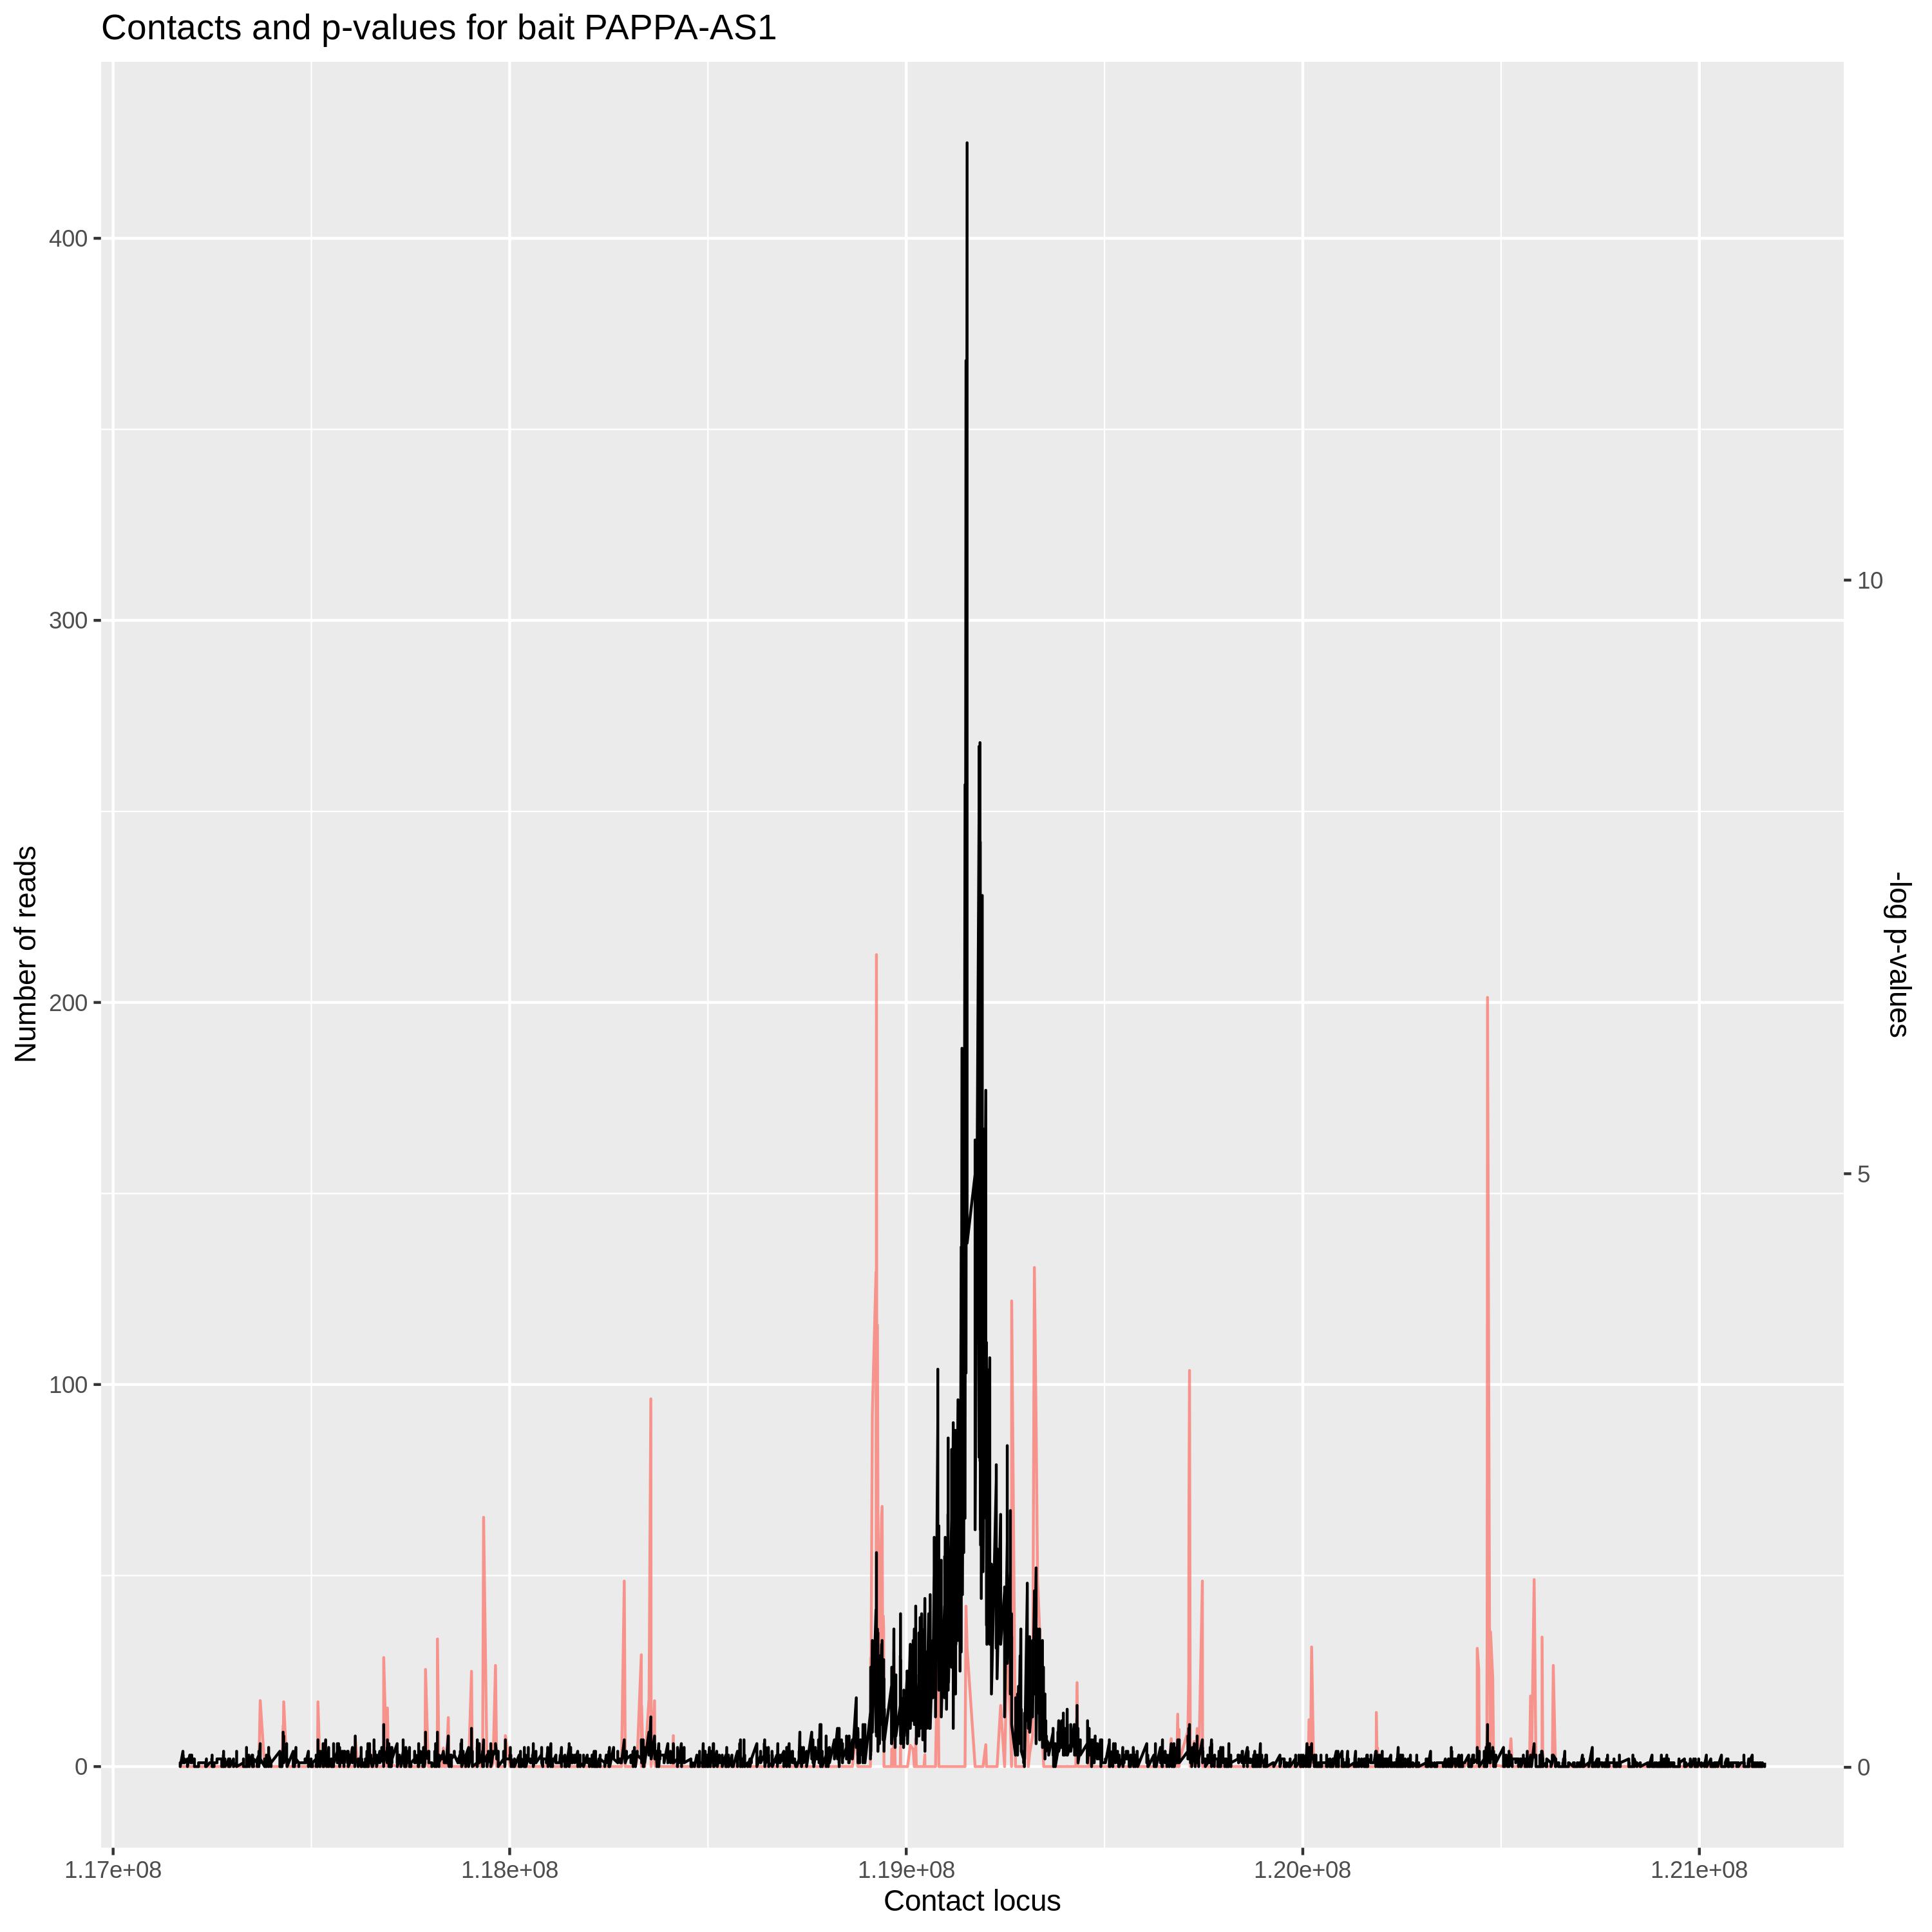 Contacts and p-values for bait PAPPA-AS1
400
300
200
100
0
Number of reads
10
5
0
-log p-values
1.17e+08
1.18e+08
1.19e+08
1.20e+08
1.21e+08
Contact locus